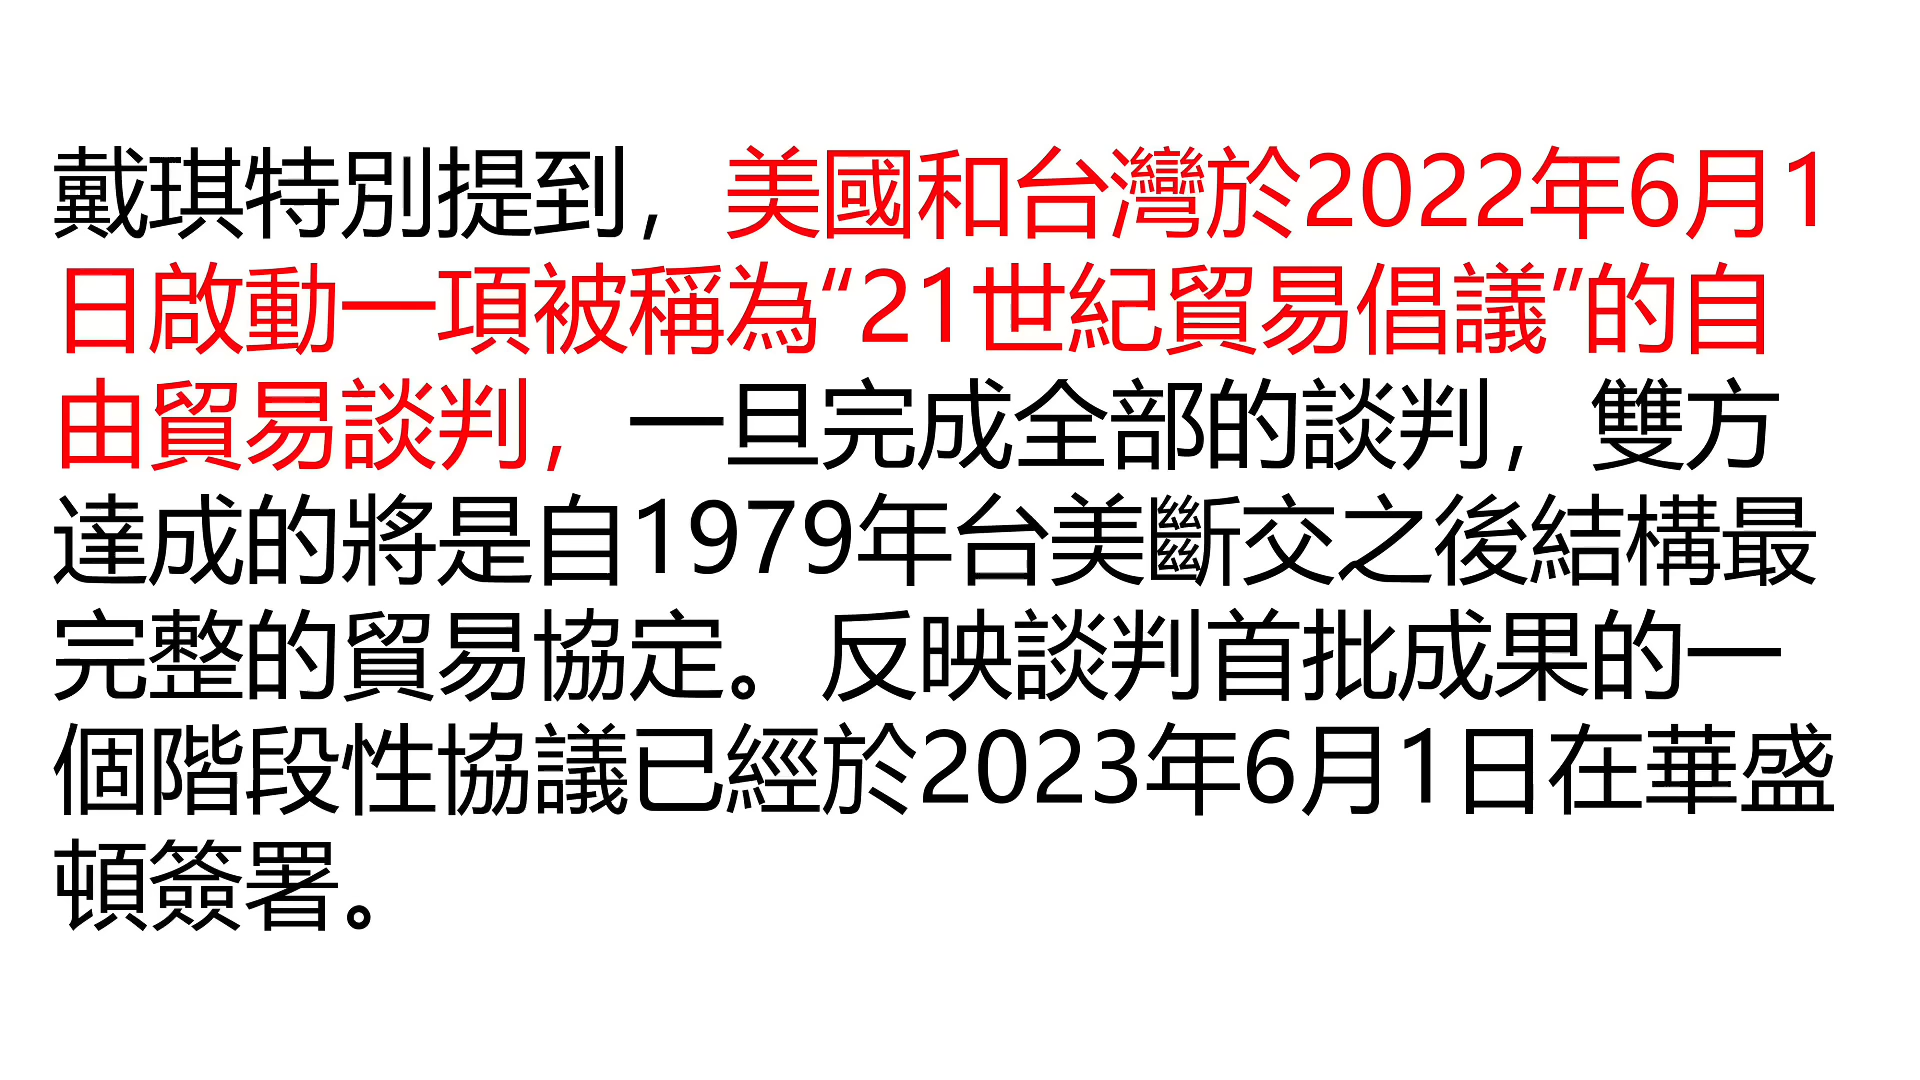 戴琪特別提到，美國和台灣於2022年6月1
日啟動一項被稱為“21世紀貿易倡議”的自
由貿易談判，一旦完成全部的談判，雙方
達成的將是自1979年台美斷交之後結構最
完整的貿易協定。反映談判首批成果的一
個階段性協議已經於2023年6月1日在華盛
頓簽署。